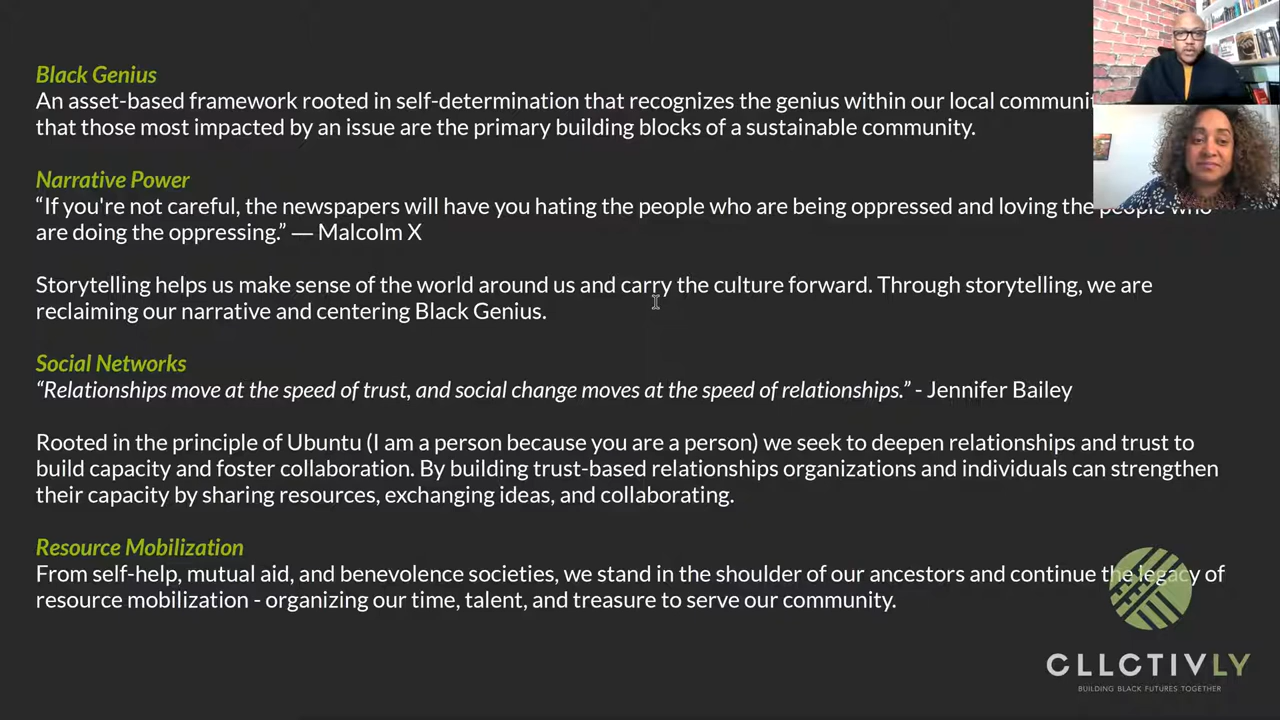 Black Genius
An asset-based framework rooted in self-determination that recognizes the genius within our local communit
that those most impacted by an issue are the primary building blocks of a sustainable community.
Narrative Power
“If you're not careful, the newspapers will have you hating the people who are being oppressed and loving the people who
are doing the oppressing.” — Malcolm X
Storytelling helps us make sense of the world around us and carry the culture forward. Through storytelling, we are
reclaiming our narrative and centering Black Genius.
Social Networks
“Relationships move at the speed of trust, and social change moves at the speed of relationships.” - Jennifer Bailey
Rooted in the principle of Ubuntu (I am a person because you are a person) we seek to deepen relationships and trust to
build capacity and foster collaboration. By building trust-based relationships organizations and individuals can strengthen
their capacity by sharing resources, exchanging ideas, and collaborating.
Resource Mobilization
From self-help, mutual aid, and benevolence societies, we stand in the shoulder of our ancestors and continue the legacy of
resource mobilization - organizing our time, talent, and treasure to serve our community.
CLLCTIVLY
BUILDING BLACK FUTURES TOGETHER